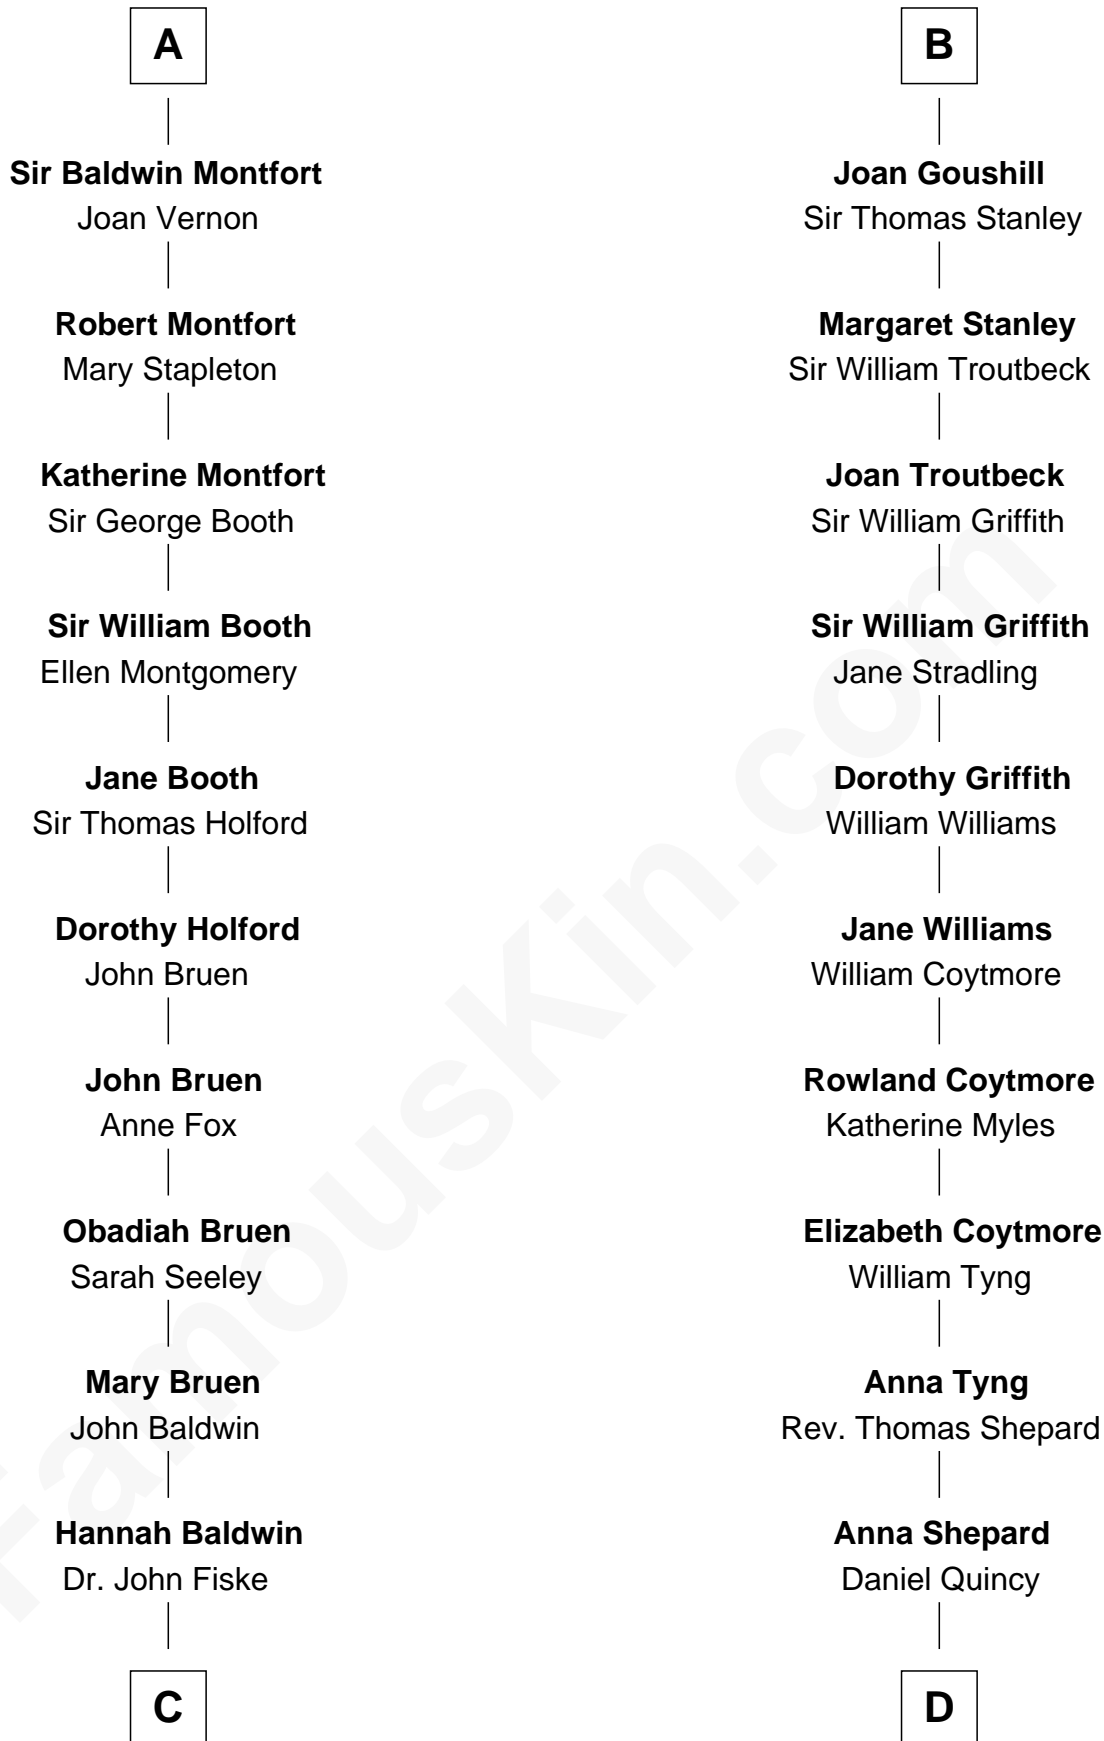 A
Sir Baldwin Montfort
Joan Vernon
Robert Montfort
Mary Stapleton
Katherine Montfort
Sir George Booth
Sir William Booth
Ellen Montgomery
Jane Booth
Sir Thomas Holford
Dorothy Holford
John Bruen
John Bruen
Anne Fox
Obadiah Bruen
Sarah Seeley
Mary Bruen
John Baldwin
Hannah Baldwin
Dr. John Fiske
C
B
Joan Goushill
Sir Thomas Stanley
Margaret Stanley
Sir William Troutbeck
Joan Troutbeck
Sir William Griffith
Sir William Griffith
Jane Stradling
Dorothy Griffith
William Williams
Jane Williams
William Coytmore
Rowland Coytmore
Katherine Myles
Elizabeth Coytmore
William Tyng
Anna Tyng
Rev. Thomas Shepard
Anna Shepard
Daniel Quincy
D
FamousKin.com